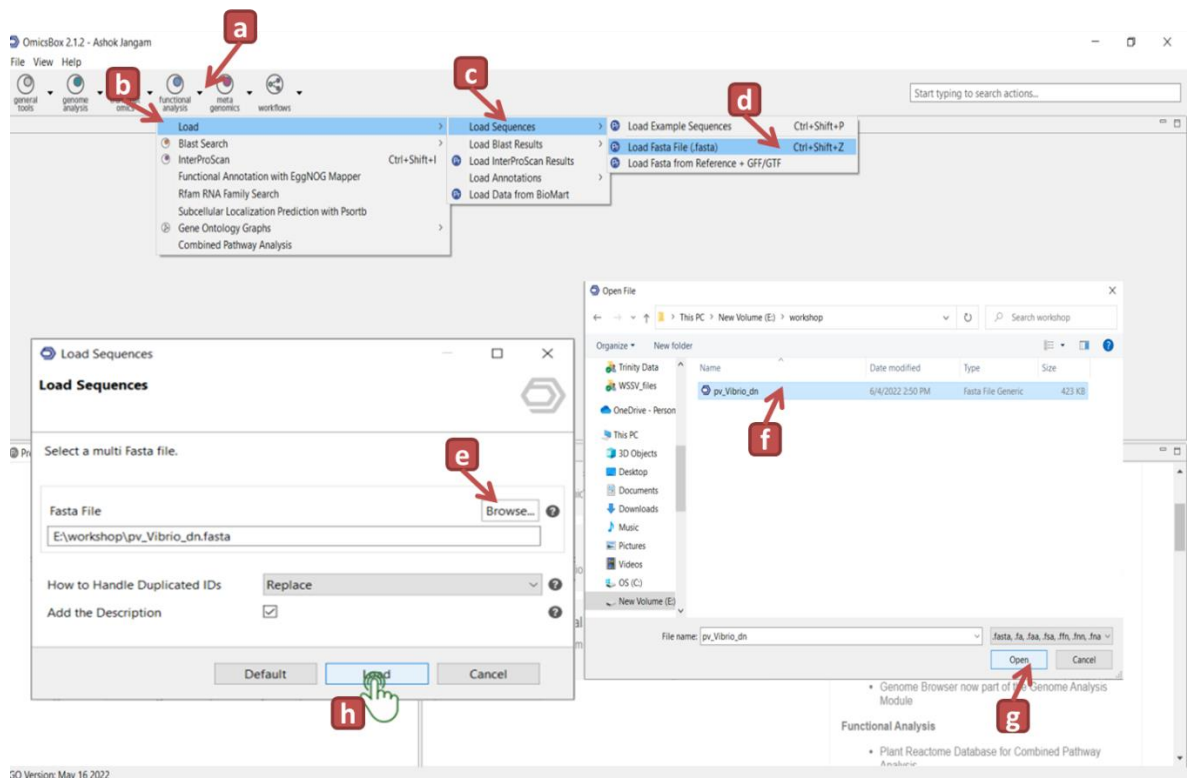 a
OmicsBox 2.1.2 - Ashok Jangam
File View Help
b
c
d
general tools
genome analysis
omics
functional analysis
meta genomics
workflows
Start typing to search actions...
Load
Blast Search
InterProScan Ctrl+Shift+I
Functional Annotation with EggNOG Mapper
Rfam RNA Family Search
Subcellular Localization Prediction with Psortb
Gene Ontology Graphs
Combined Pathway Analysis
Load Sequences
Load Blast Results
Load InterProScan Results
Load Annotations
Load Data from BioMart
Load Example Sequences Ctrl+Shift+P
Load Fasta File (.fasta) Ctrl+Shift+Z
Load Fasta from Reference + GFF/GTF
Open File
This PC > New Volume (E:) > workshop
Search workshop
Organize New folder
Name Date modified Type Size
pv_Vibrio_dn 6/4/2022 2:50 PM Fasta File Generic 423 KB
f
Trinity Data
WSSV_files
OneDrive - Person
This PC
3D Objects
Desktop
Documents
Downloads
Music
Pictures
Videos
OS (C:)
New Volume (E:)
File name: pv_Vibrio_dn
.fasta, .fa, .faa, .fsa, .ffn, .fnn, .fna
Open Cancel
g
Load Sequences
Load Sequences
Select a multi Fasta file.
e
Fasta File Browse...
E:\workshop\pv_Vibrio_dn.fasta
How to Handle Duplicated IDs Replace
Add the Description
Default Load Cancel
h
• Genome Browser now part of the Genome Analysis
Module
Functional Analysis
• Plant Reactome Database for Combined Pathway
Analysis
GO Version: May 16 2022